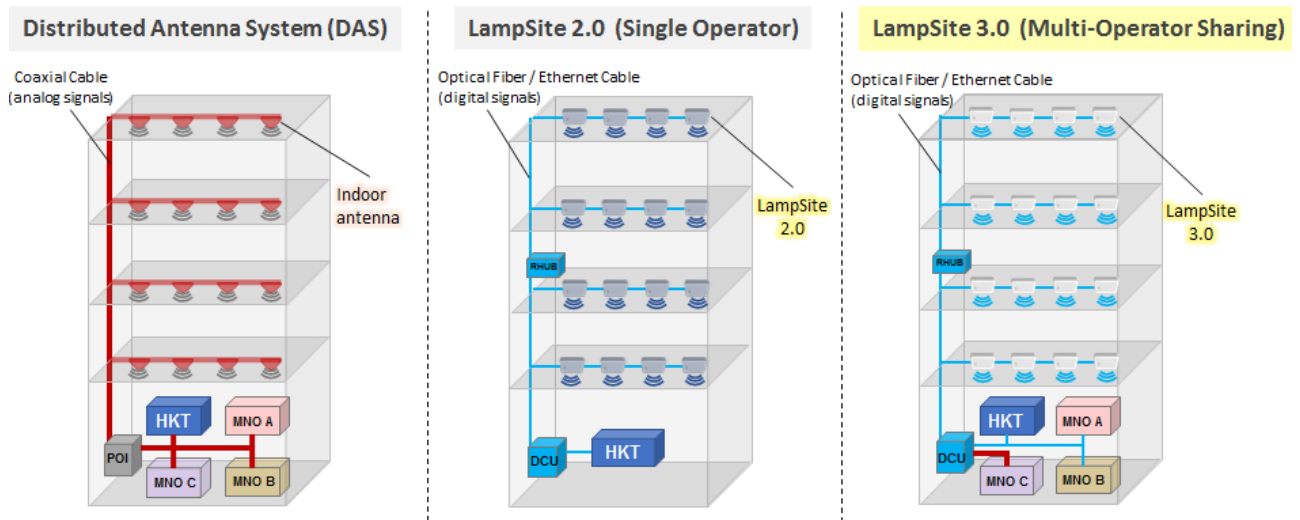 Distributed Antenna System (DAS)
Coaxial Cable
(analog signals)
Indoor
antenna
HKT
MNO A
POI
MNO C
MNO B
LampSite 2.0 (Single Operator)
Optical Fiber / Ethernet Cable
(digital signals)
LampSite
2.0
RHUB
DCU
HKT
LampSite 3.0 (Multi-Operator Sharing)
Optical Fiber / Ethernet Cable
(digital signals)
LampSite
3.0
RHUB
HKT
MNO A
DCU
MNO C
MNO B